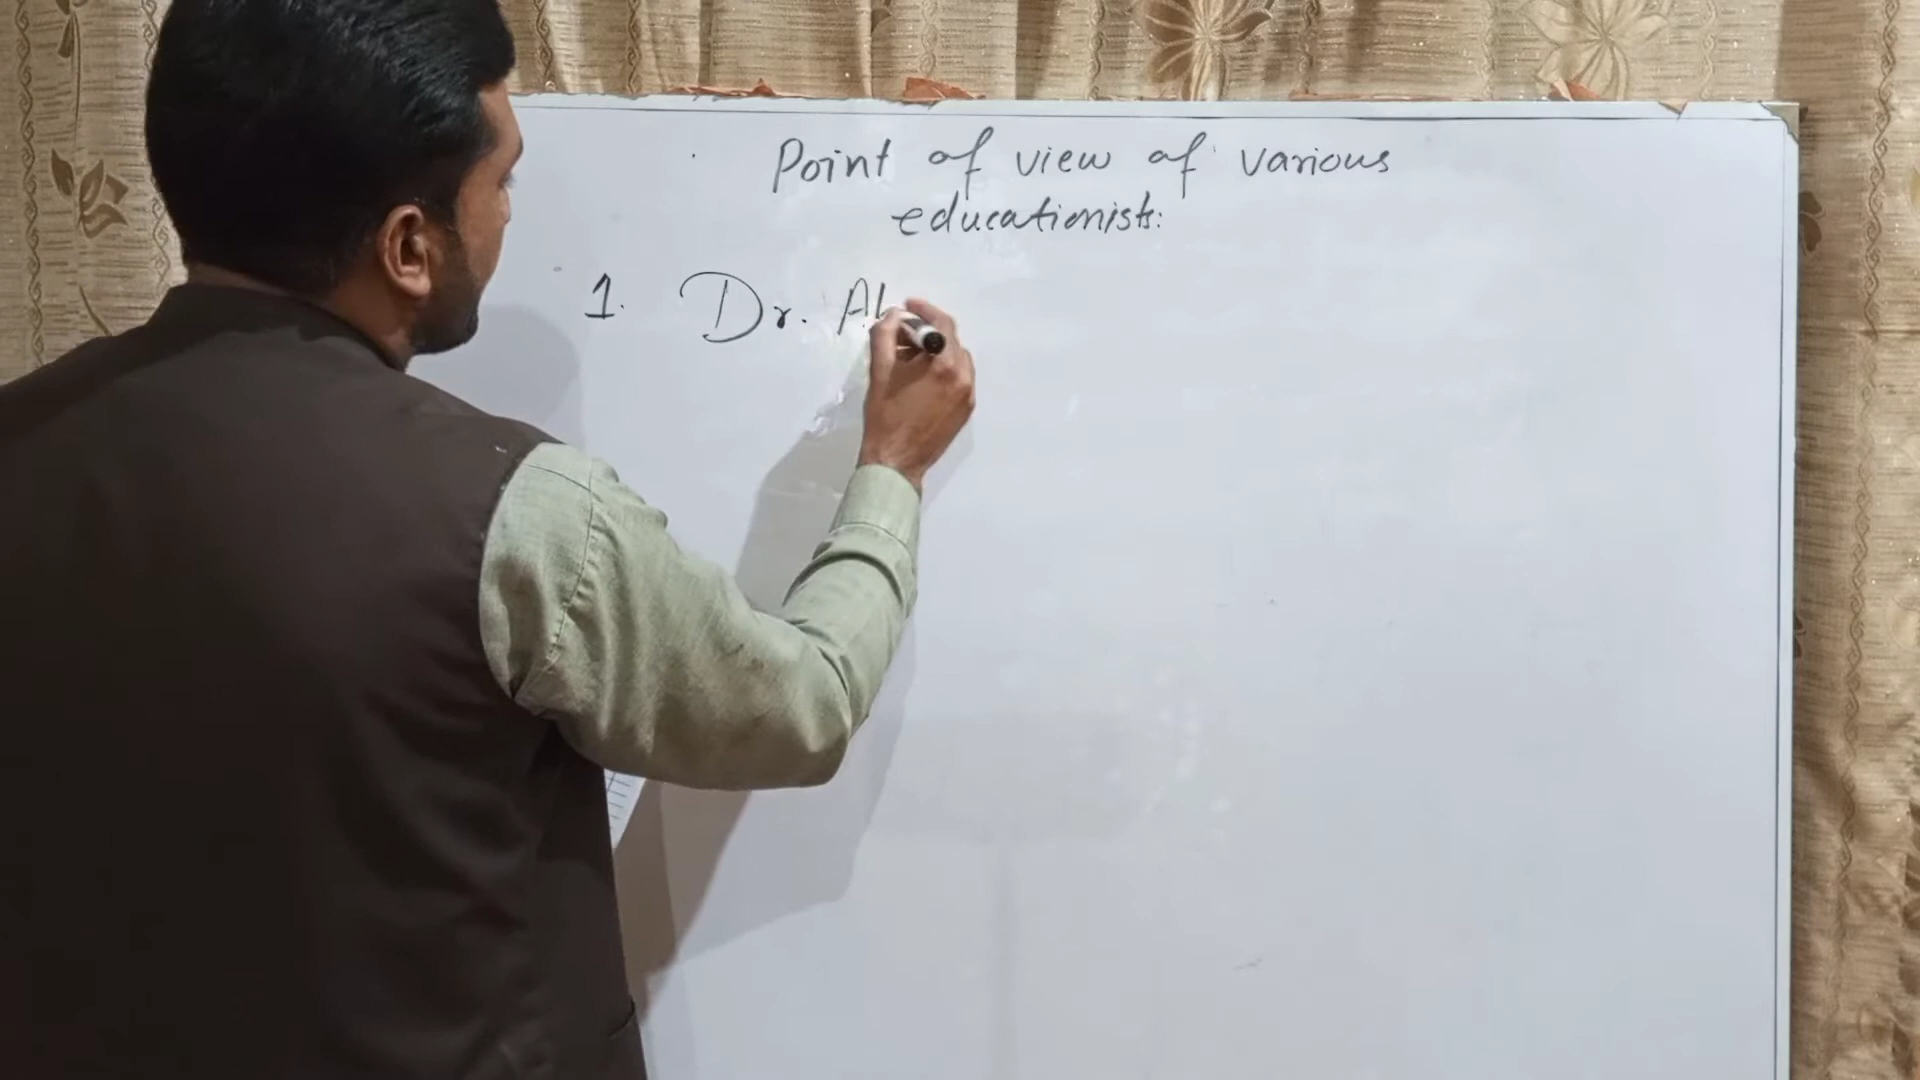 Point of view of various
educationists:
1. Dr.